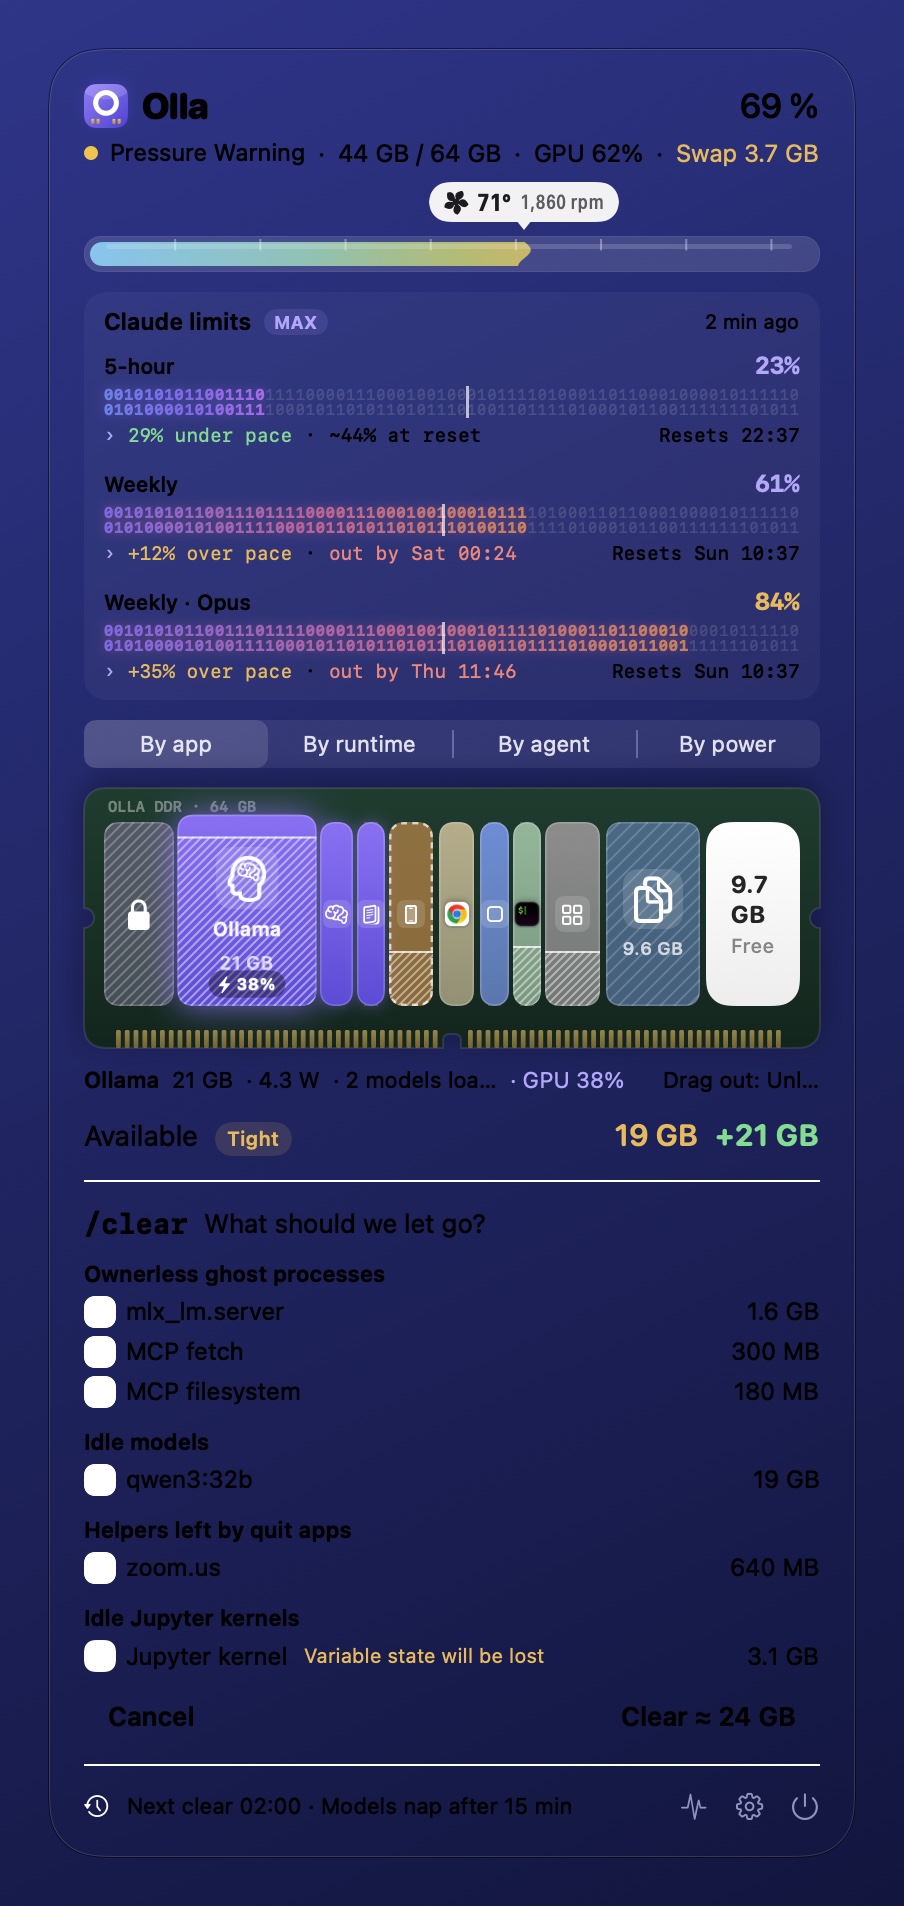 Olla
69 %
Pressure Warning · 44 GB / 64 GB · GPU 62% · Swap 3.7 GB
71° 1,860 rpm
Claude limits MAX 2 min ago
5-hour 23%
› 29% under pace · ~44% at reset Resets 22:37
Weekly 61%
› +12% over pace · out by Sat 00:24 Resets Sun 10:37
Weekly · Opus 84%
› +35% over pace · out by Thu 11:46 Resets Sun 10:37
By app By runtime By agent By power
OLLA DDR · 64 GB
Ollama
21 GB
38%
9.6 GB
9.7
GB
Free
Ollama 21 GB · 4.3 W · 2 models loa... · GPU 38% Drag out: Unl...
Available Tight 19 GB +21 GB
/clear What should we let go?
Ownerless ghost processes
mlx_lm.server 1.6 GB
MCP fetch 300 MB
MCP filesystem 180 MB
Idle models
qwen3:32b 19 GB
Helpers left by quit apps
zoom.us 640 MB
Idle Jupyter kernels
Jupyter kernel Variable state will be lost 3.1 GB
Cancel Clear ≈ 24 GB
Next clear 02:00 · Models nap after 15 min